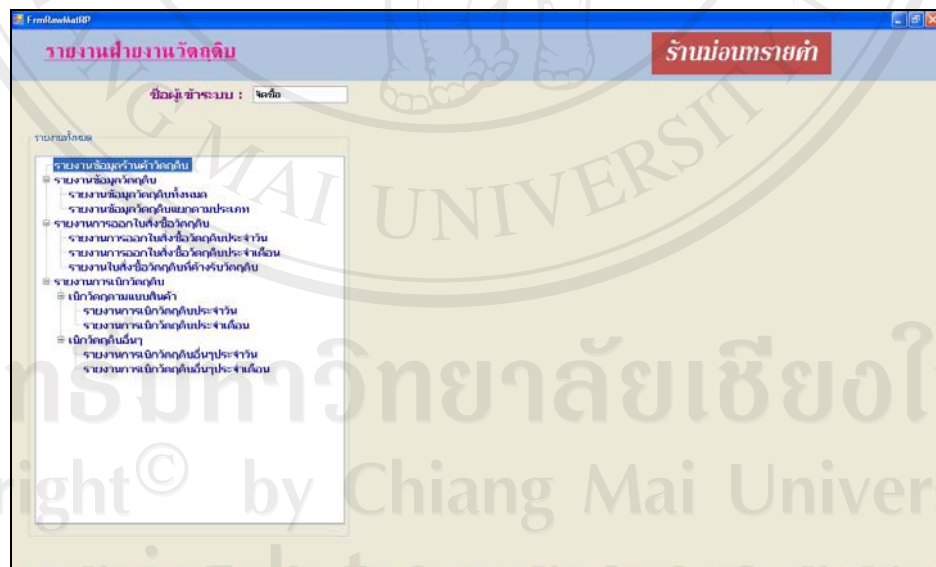 FrmRawMatRP
รายงานฝ่ายงานวัตถุดิบ
ร้านบ่อนทรายคำ
ชื่อผู้เข้าระบบ :
รายงานทั้งหมด
รายงานข้อมูลร้านค้าวัตถุดิบ
รายงานข้อมูลวัตถุดิบ
รายงานข้อมูลวัตถุดิบทั้งหมด
รายงานข้อมูลวัตถุดิบแยกตามประเภท
รายงานการออกใบสั่งซื้อวัตถุดิบ
รายงานการออกใบสั่งซื้อวัตถุดิบประจำวัน
รายงานการออกใบสั่งซื้อวัตถุดิบประจำเดือน
รายงานใบสั่งซื้อวัตถุดิบที่ค้างรับวัตถุดิบ
รายงานการเบิกวัตถุดิบ
เบิกวัตถุตามแบบสินค้า
รายงานการเบิกวัตถุดิบประจำวัน
รายงานการเบิกวัตถุดิบประจำเดือน
เบิกวัตถุดิบอื่นๆ
รายงานการเบิกวัตถุดิบอื่นๆประจำวัน
รายงานการเบิกวัตถุดิบอื่นๆประจำเดือน
MAI UNIVERSITY
ยาลัยเชียงใ
right© by Chiang Mai Univer